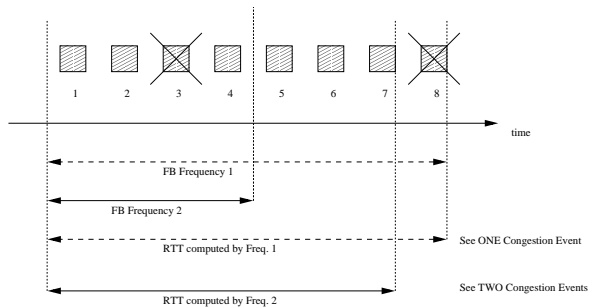 1 2 3 4 5 6 7 8
time
FB Frequency 1
FB Frequency 2
RTT computed by Freq. 1
See ONE Congestion Event
RTT computed by Freq. 2
See TWO Congestion Events